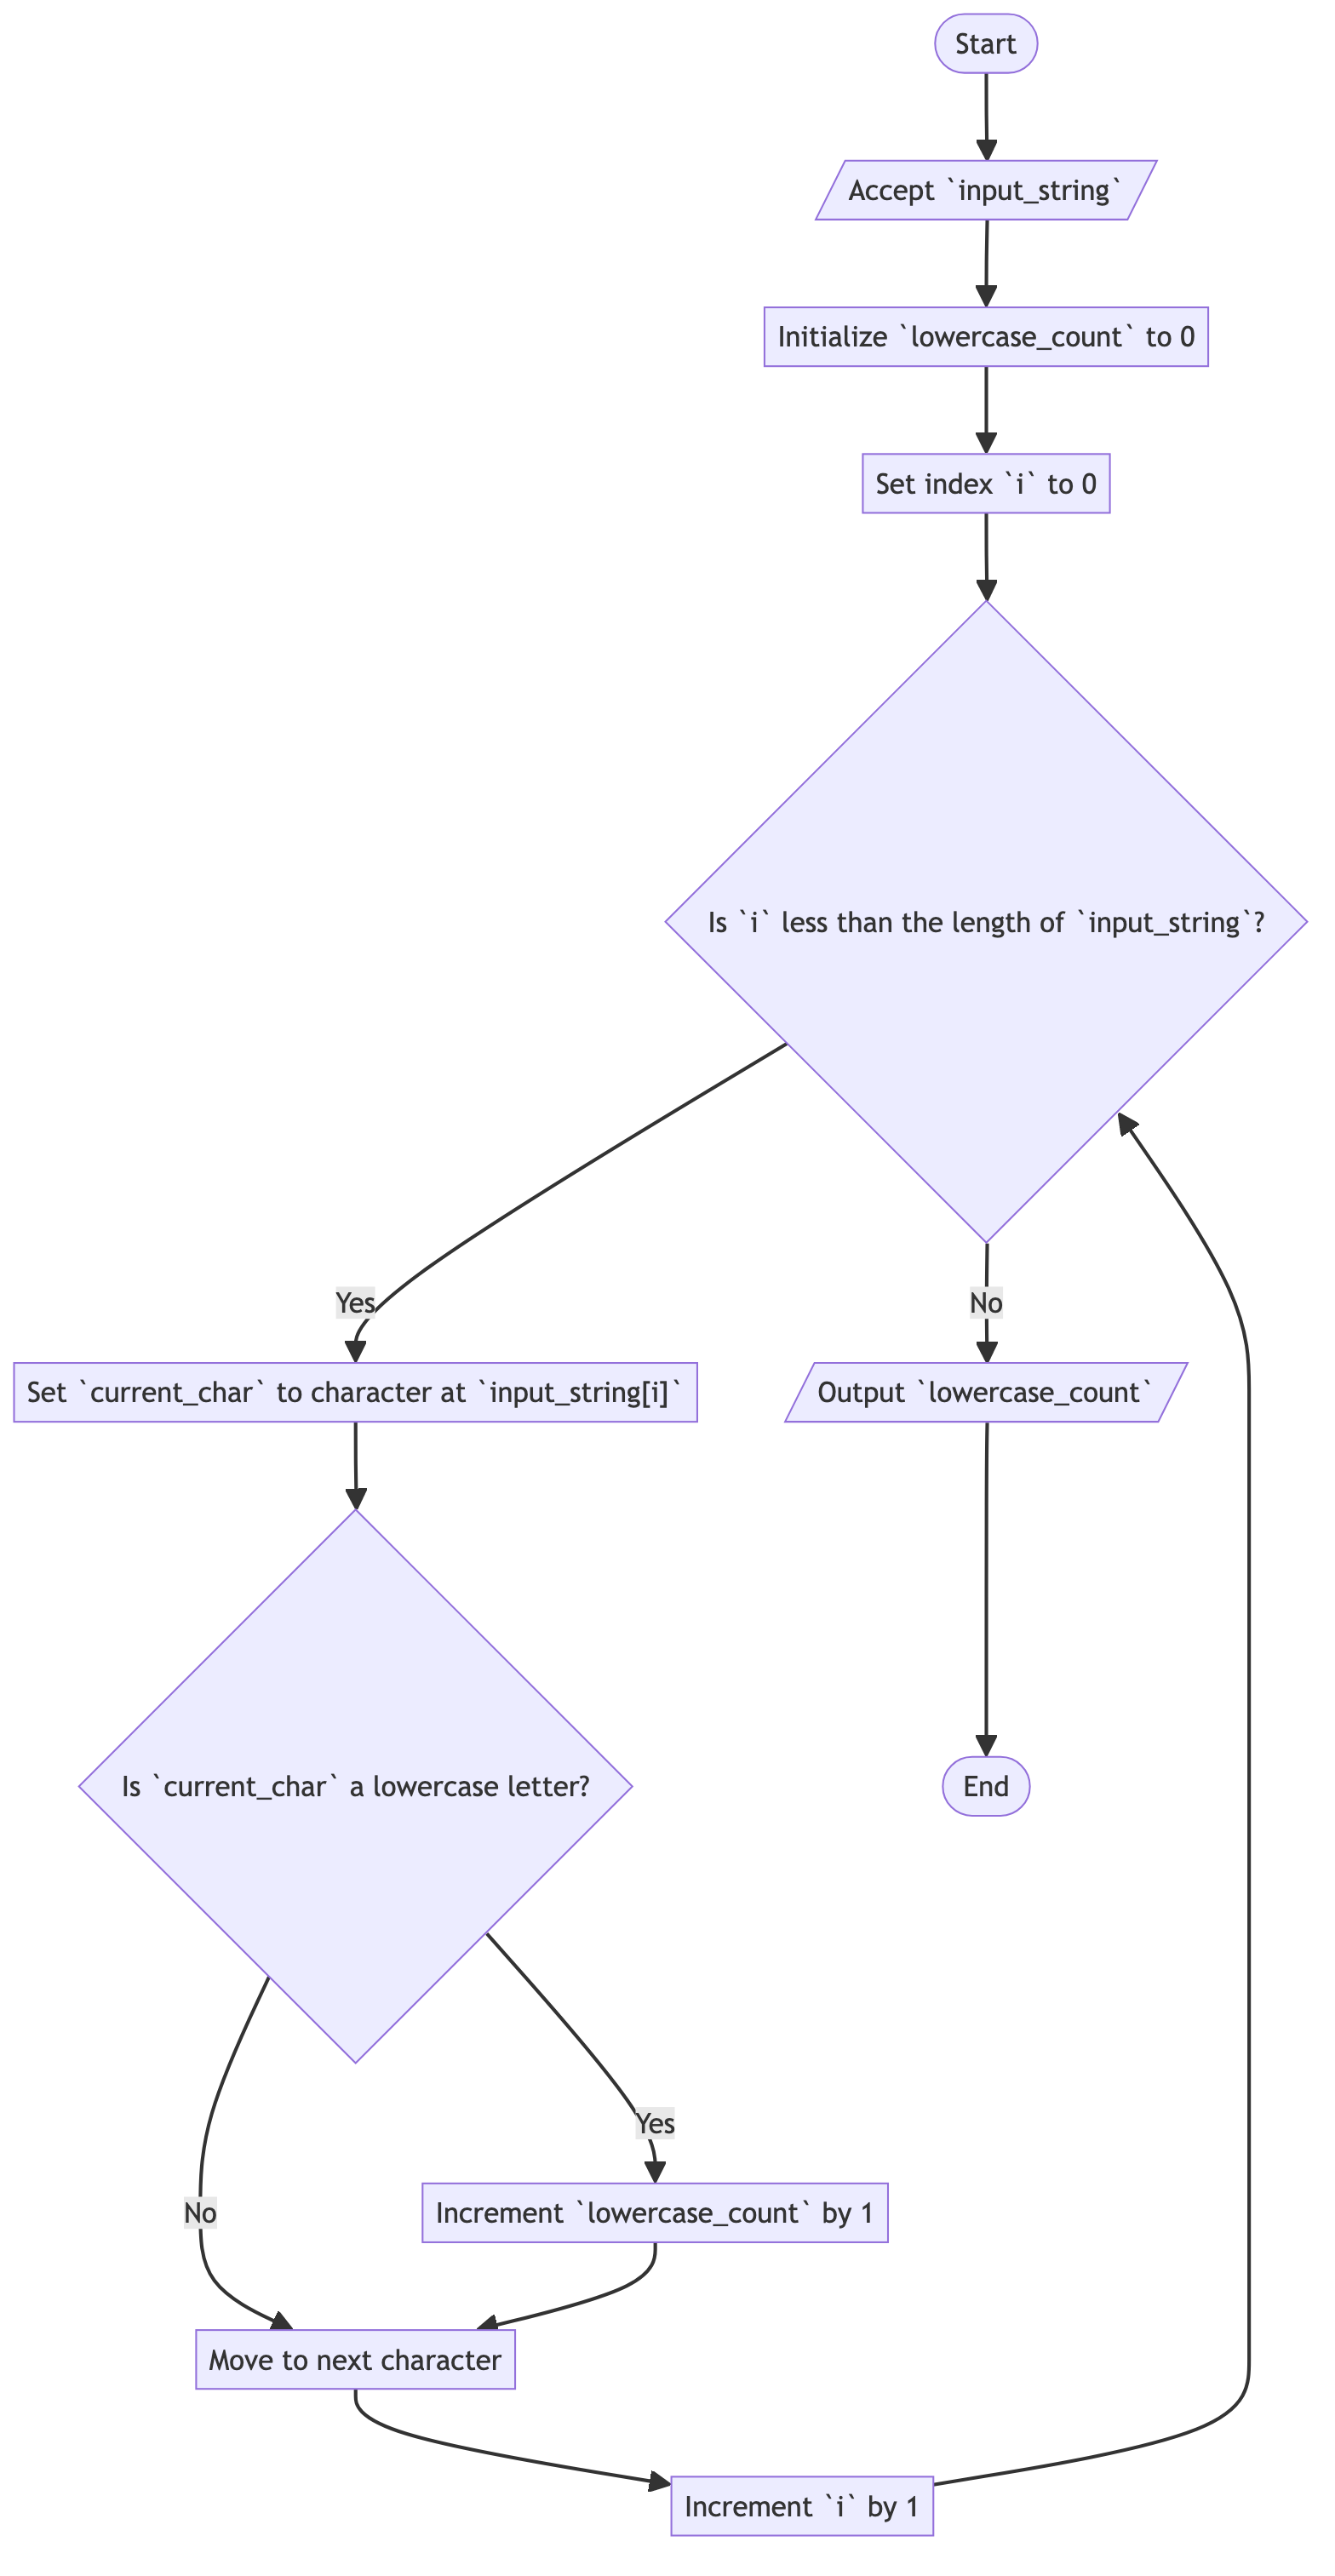 Start
Accept `input_string`
Initialize `lowercase_count` to 0
Set index `i` to 0
Is `i` less than the length of `input_string`?
Yes
No
Set `current_char` to character at `input_string[i]`
Output `lowercase_count`
Is `current_char` a lowercase letter?
End
Yes
No
Increment `lowercase_count` by 1
Move to next character
Increment `i` by 1